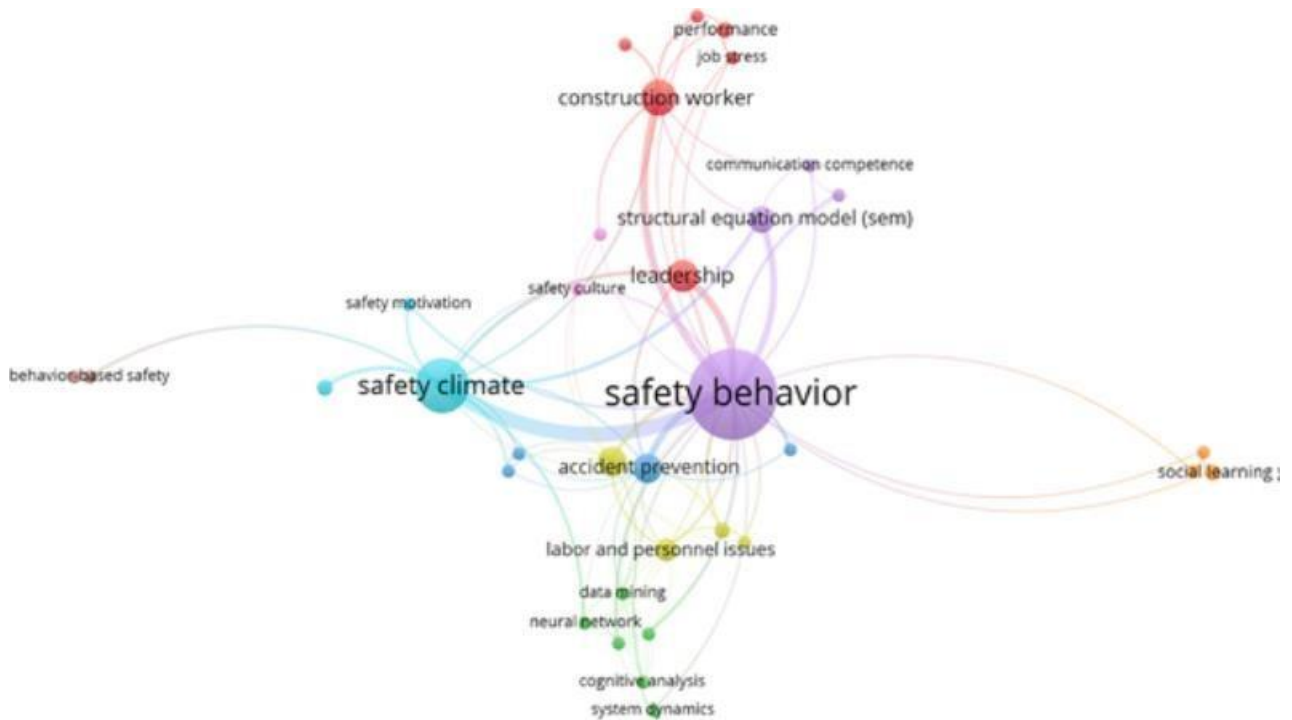 performance
job stress
construction worker
communication competence
structural equation model (sem)
leadership
safety culture
safety motivation
behavior-based safety
safety climate
safety behavior
accident prevention
social learning
labor and personnel issues
data mining
neural network
cognitive analysis
system dynamics